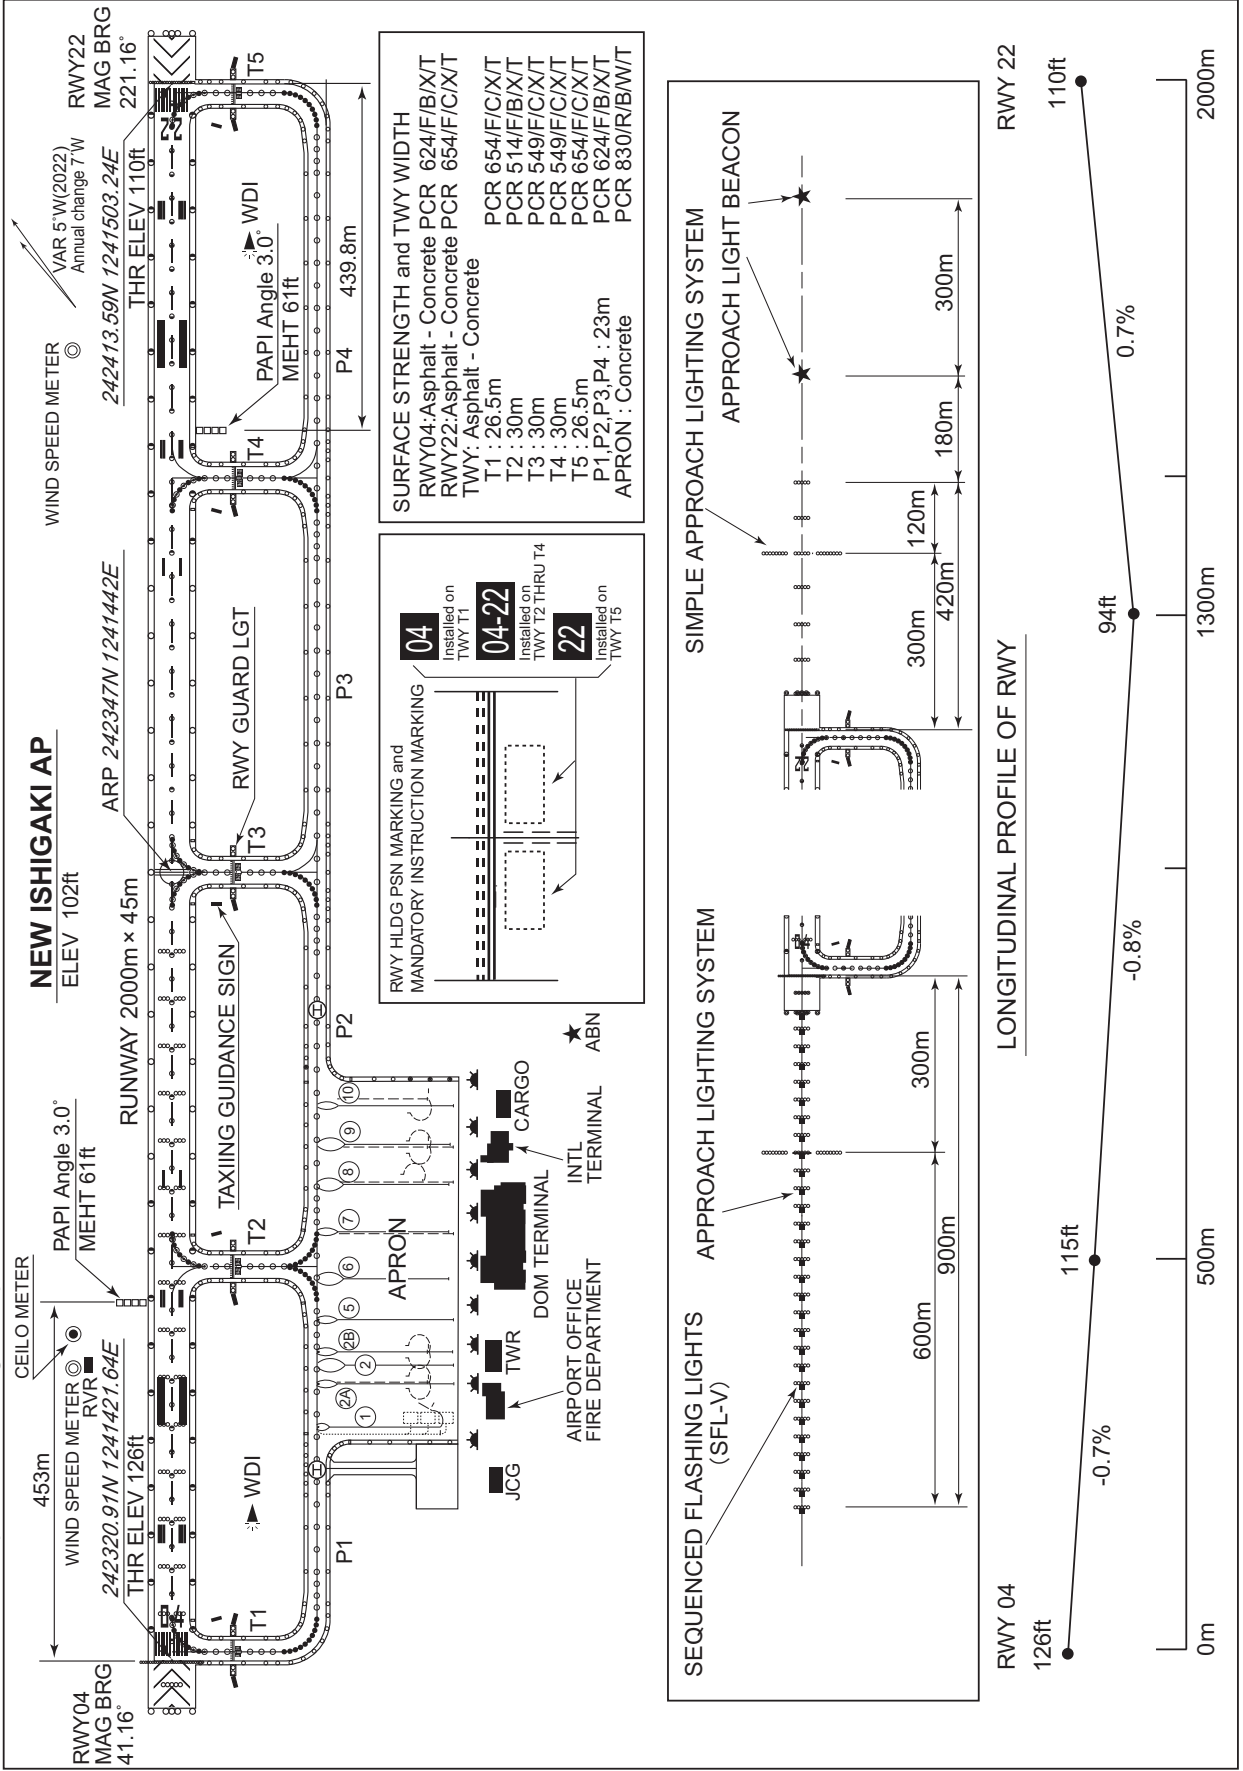 NEW ISHIGAKI AP
ELEV 102ft
RWY04
MAG BRG
41.16°
453m
CEILO METER
WIND SPEED METER
RVR
242320.91N 1241421.64E
THR ELEV 126ft
PAPI Angle 3.0°
MEHT 61ft
RUNWAY 2000m × 45m
ARP 242347N 1241442E
WIND SPEED METER
VAR 5°W(2022)
Annual change 7'W
242413.59N 1241503.24E
THR ELEV 110ft
RWY22
MAG BRG
221.16°
22
T1
WDI
T2
TAXIING GUIDANCE SIGN
T3
RWY GUARD LGT
T4
PAPI Angle 3.0°
MEHT 61ft
WDI
T5
439.8m
P1
H
P2
H
P3
P4
1
2A
2
2B
5
6
7
8
9
10
APRON
JCG
AIRPORT OFFICE
FIRE DEPARTMENT
TWR
DOM TERMINAL
INTL
TERMINAL
CARGO
ABN
RWY HLDG PSN MARKING and
MANDATORY INSTRUCTION MARKING
04
Installed on
TWY T1
04-22
Installed on
TWY T2 THRU T4
22
Installed on
TWY T5
SURFACE STRENGTH and TWY WIDTH
RWY04:Asphalt - Concrete PCR 624/F/B/X/T
RWY22:Asphalt - Concrete PCR 654/F/C/X/T
TWY: Asphalt - Concrete
T1 : 26.5m PCR 654/F/C/X/T
T2 : 30m PCR 514/F/B/X/T
T3 : 30m PCR 549/F/C/X/T
T4 : 30m PCR 549/F/C/X/T
T5 : 26.5m PCR 654/F/C/X/T
P1,P2,P3,P4 : 23m PCR 624/F/B/X/T
APRON : Concrete PCR 830/R/B/W/T
SEQUENCED FLASHING LIGHTS
(SFL-V)
APPROACH LIGHTING SYSTEM
600m
300m
900m
SIMPLE APPROACH LIGHTING SYSTEM
APPROACH LIGHT BEACON
22
300m
120m
420m
180m
300m
LONGITUDINAL PROFILE OF RWY
RWY 04
126ft
-0.7%
115ft
-0.8%
94ft
0.7%
RWY 22
110ft
0m
500m
1300m
2000m